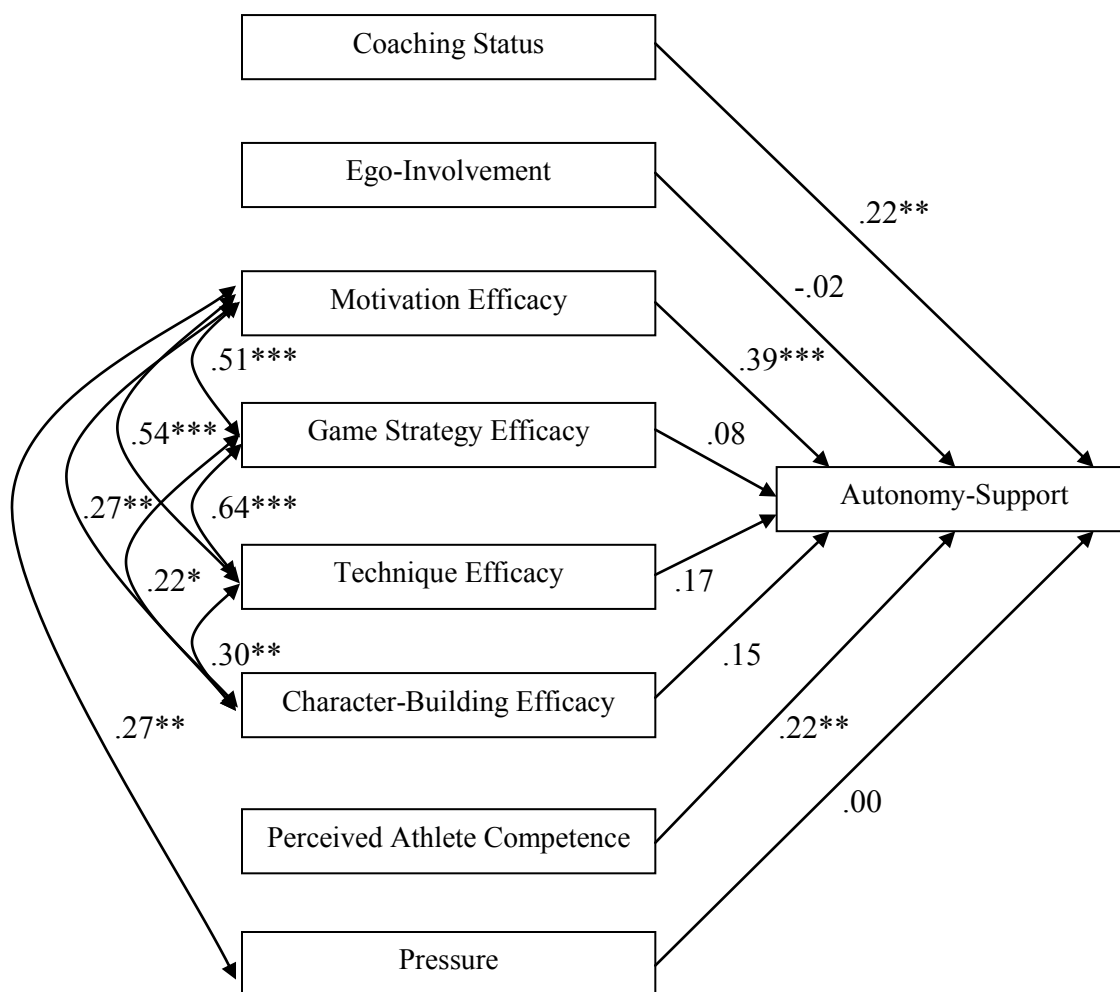 Coaching Status
Ego-Involvement
.22**
-.02
Motivation Efficacy
.51***
.39***
.54***
Game Strategy Efficacy
.08
.27**
.64***
Autonomy-Support
.22*
Technique Efficacy
.17
.30**
.15
Character-Building Efficacy
.27**
.22**
.00
Perceived Athlete Competence
Pressure